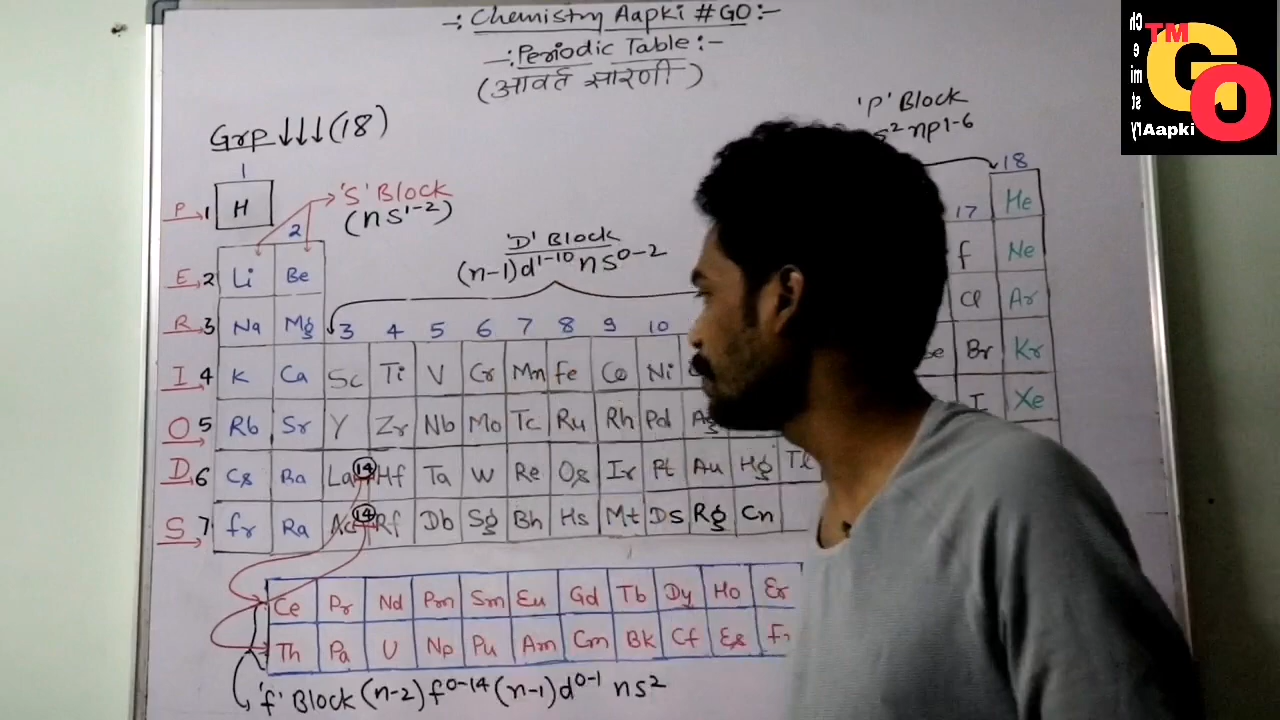 -: Chemistry Aapki #GO :-
-: Periodic Table :-
(आवर्त सारणी)
Grp ↓↓↓ (18)
'S' Block
(ns1-2)
'D' Block
(n-1)d1-10 ns0-2
'P' Block
s2 np1-6
1 18
P → 1 H He
2 17
E → 2 Li Be f Ne
R → 3 Na Mg 3 4 5 6 7 8 9 10 Cl Ar
I → 4 K Ca Sc Ti V Cr Mn fe Co Ni Br Kr
O → 5 Rb Sr Y Zr Nb Mo Tc Ru Rh Pd Ag I Xe
D → 6 Cs Ba La 14 Hf Ta W Re Os Ir Pt Au Hg Tl
S → 7 fr Ra Ac 14 Rf Db Sg Bh Hs Mt Ds Rg Cn
Ce Pr Nd Pm Sm Eu Gd Tb Dy Ho Er
Th Pa U Np Pu Am Cm Bk Cf Es
'f' Block (n-2)f0-14 (n-1)d0-1 ns2
Chemistry
TM
GO
Aapki